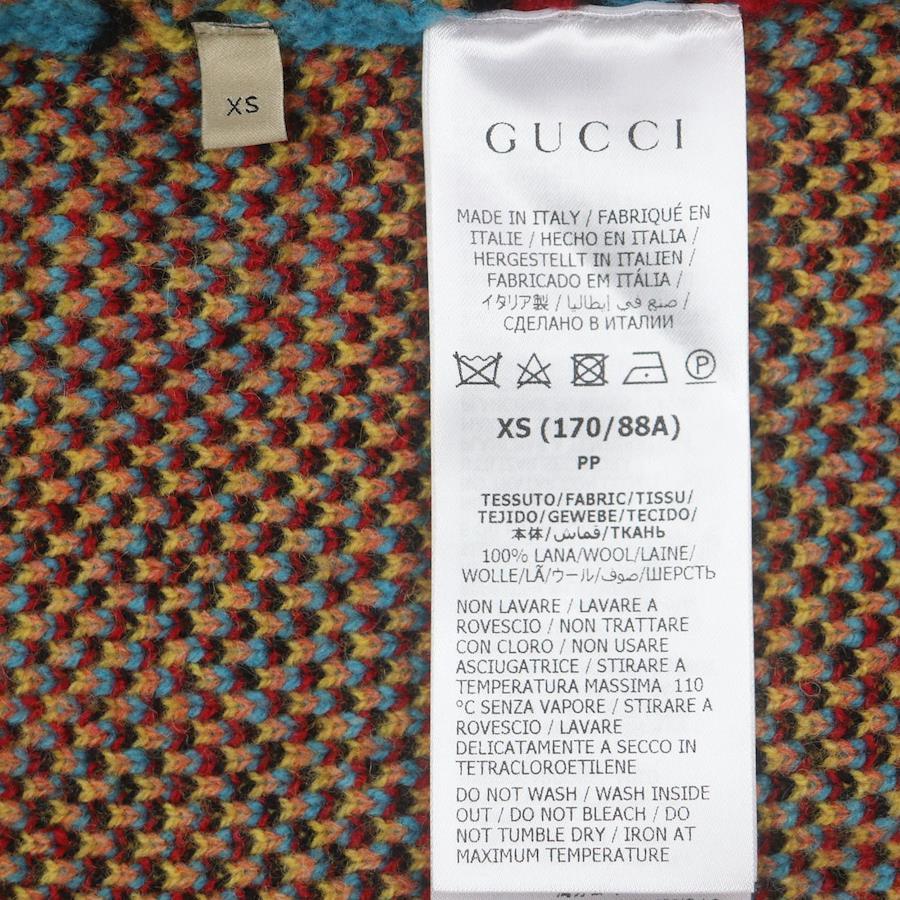 XS
GUCCI
MADE IN ITALY / FABRIQUÉ EN
ITALIE / HECHO EN ITALIA /
HERGESTELLT IN ITALIEN /
FABRICADO EM ITÁLIA /
イタリア製 / صنع في إيطاليا /
СДЕЛАНО В ИТАЛИИ
P
XS (170/88A)
PP
TESSUTO/FABRIC/TISSU/
TEJIDO/GEWEBE/TECIDO/
本体/قماش/ТКАНЬ
100% LANA/WOOL/LAINE/
WOLLE/LÃ/ウール/صوف/ШЕРСТЬ
NON LAVARE / LAVARE A
ROVESCIO / NON TRATTARE
CON CLORO / NON USARE
ASCIUGATRICE / STIRARE A
TEMPERATURA MASSIMA 110
°C SENZA VAPORE / STIRARE A
ROVESCIO / LAVARE
DELICATAMENTE A SECCO IN
TETRACLOROETILENE
DO NOT WASH / WASH INSIDE
OUT / DO NOT BLEACH / DO
NOT TUMBLE DRY / IRON AT
MAXIMUM TEMPERATURE